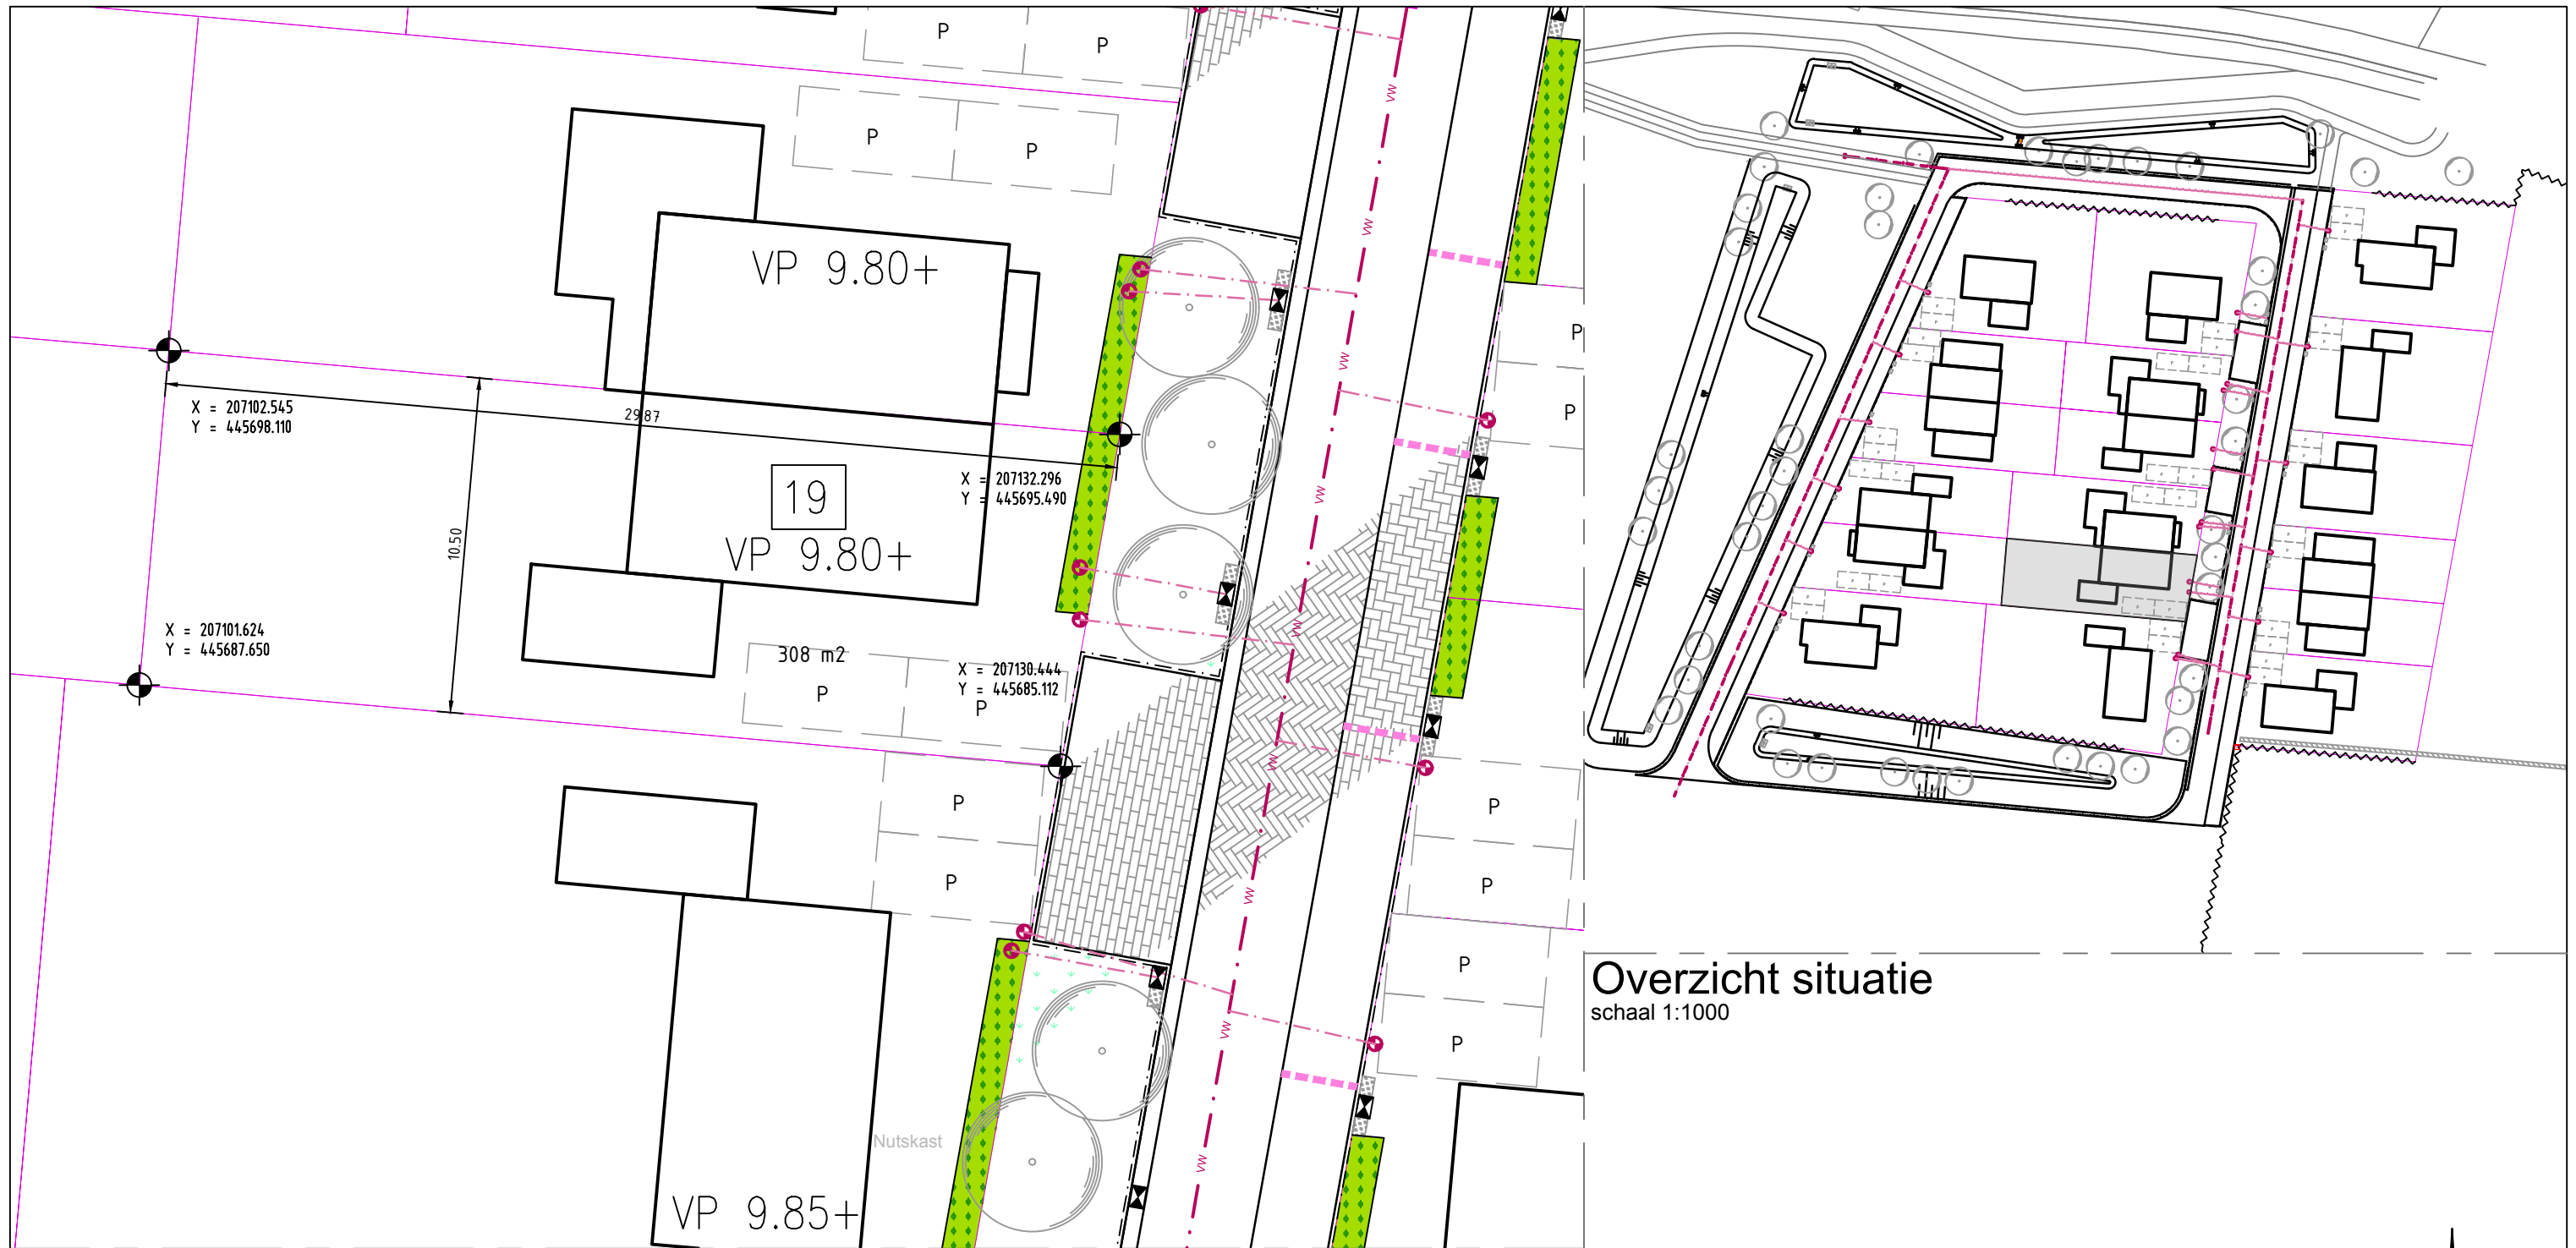 P
P
P
P
VP 9.80+
P
X = 207102.545
Y = 445698.110
29.87
P
X = 207132.296
Y = 445695.490
19
10.50
VP 9.80+
X = 207101.624
Y = 445687.650
308 m2
X = 207130.444
Y = 445685.112
P
P
P
P
P
P
P
P
Nutskast
VP 9.85+
VW
VW
VW
VW
VW
VW
VW
VW
VW
Overzicht situatie
schaal 1:1000